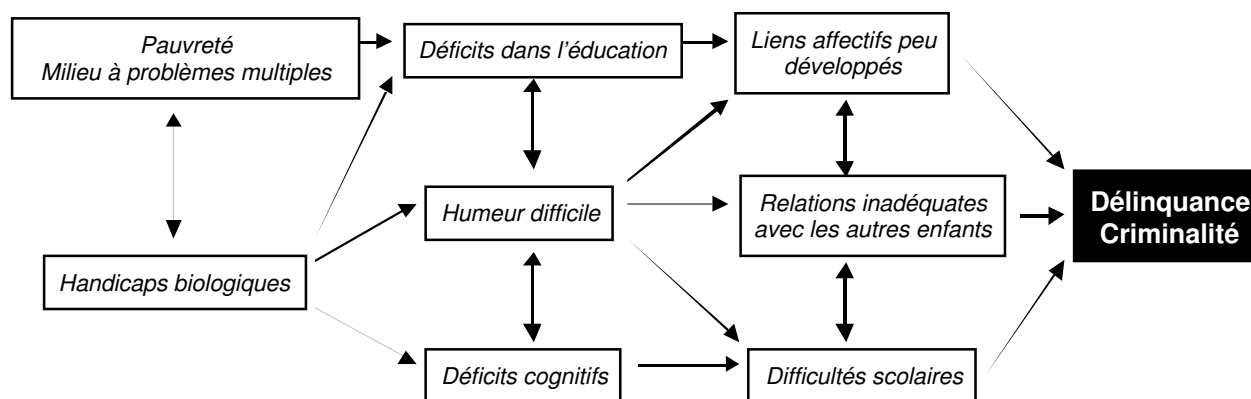 Pauvreté
Milieu à problèmes multiples
Déficits dans l’éducation
Liens affectifs peu
développés
Handicaps biologiques
Humeur difficile
Relations inadéquates
avec les autres enfants
Délinquance
Criminalité
Déficits cognitifs
Difficultés scolaires